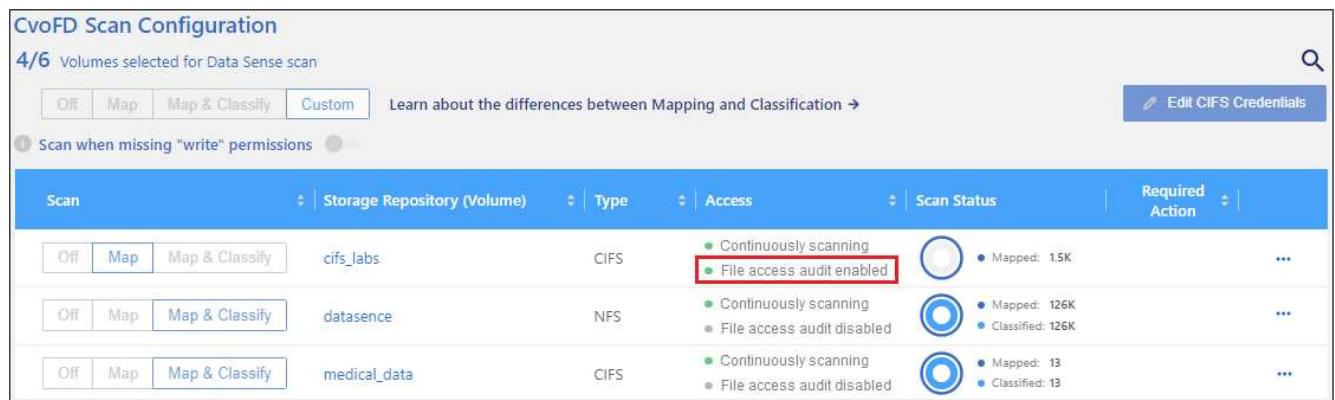 CvoFD Scan Configuration
4/6 Volumes selected for Data Sense scan
Off Map Map & Classify Custom Learn about the differences between Mapping and Classification → Edit CIFS Credentials
Scan when missing "write" permissions
Scan Storage Repository (Volume) Type Access Scan Status Required Action
Off Map Map & Classify cifs_labs CIFS Continuously scanning Mapped: 1.5K
File access audit enabled
Off Map Map & Classify datasence NFS Continuously scanning Mapped: 126K
File access audit disabled Classified: 126K
Off Map Map & Classify medical_data CIFS Continuously scanning Mapped: 13
File access audit disabled Classified: 13